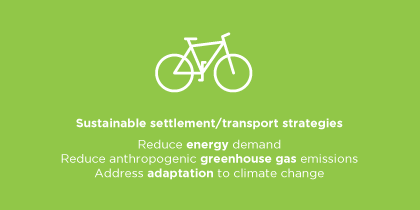 Sustainable settlement/transport strategies
Reduce energy demand
Reduce anthropogenic greenhouse gas emissions
Address adaptation to climate change